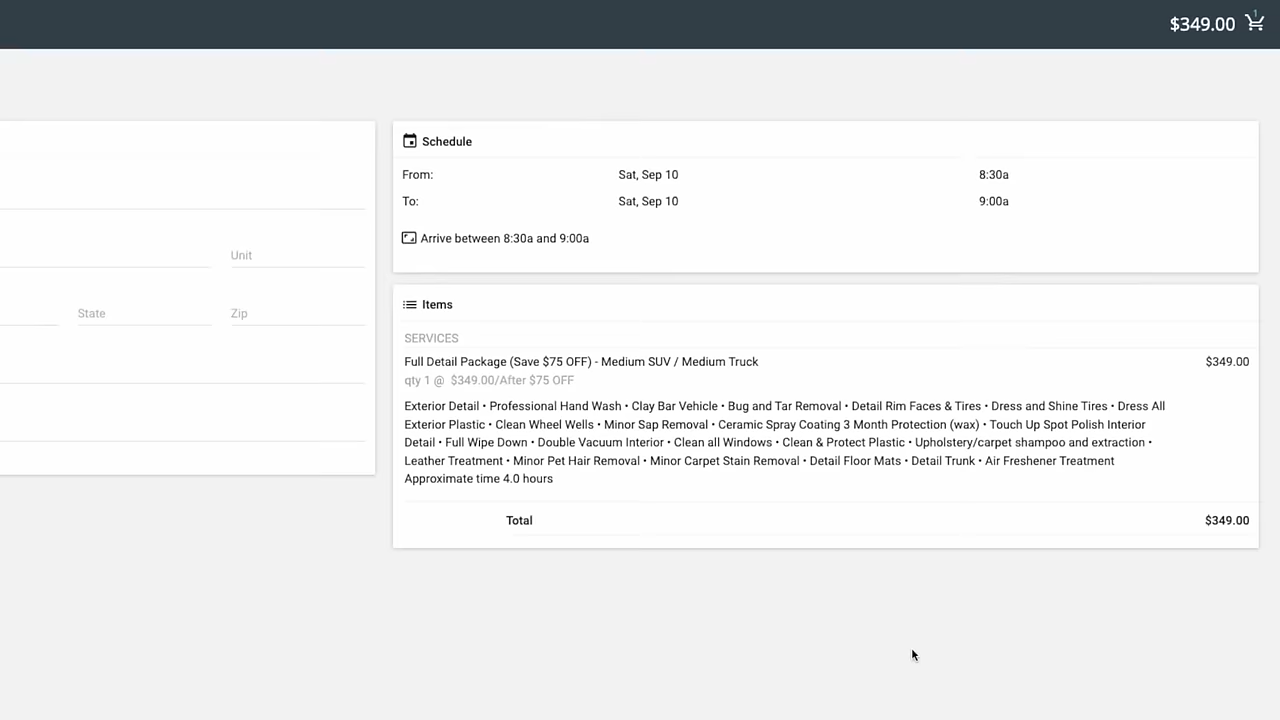 $349.00 1
Unit
State Zip
Schedule
From: Sat, Sep 10 8:30a
To: Sat, Sep 10 9:00a
Arrive between 8:30a and 9:00a
Items
SERVICES
Full Detail Package (Save $75 OFF) - Medium SUV / Medium Truck $349.00
qty 1 @ $349.00/After $75 OFF
Exterior Detail • Professional Hand Wash • Clay Bar Vehicle • Bug and Tar Removal • Detail Rim Faces & Tires • Dress and Shine Tires • Dress All
Exterior Plastic • Clean Wheel Wells • Minor Sap Removal • Ceramic Spray Coating 3 Month Protection (wax) • Touch Up Spot Polish Interior
Detail • Full Wipe Down • Double Vacuum Interior • Clean all Windows • Clean & Protect Plastic • Upholstery/carpet shampoo and extraction •
Leather Treatment • Minor Pet Hair Removal • Minor Carpet Stain Removal • Detail Floor Mats • Detail Trunk • Air Freshener Treatment
Approximate time 4.0 hours
Total $349.00